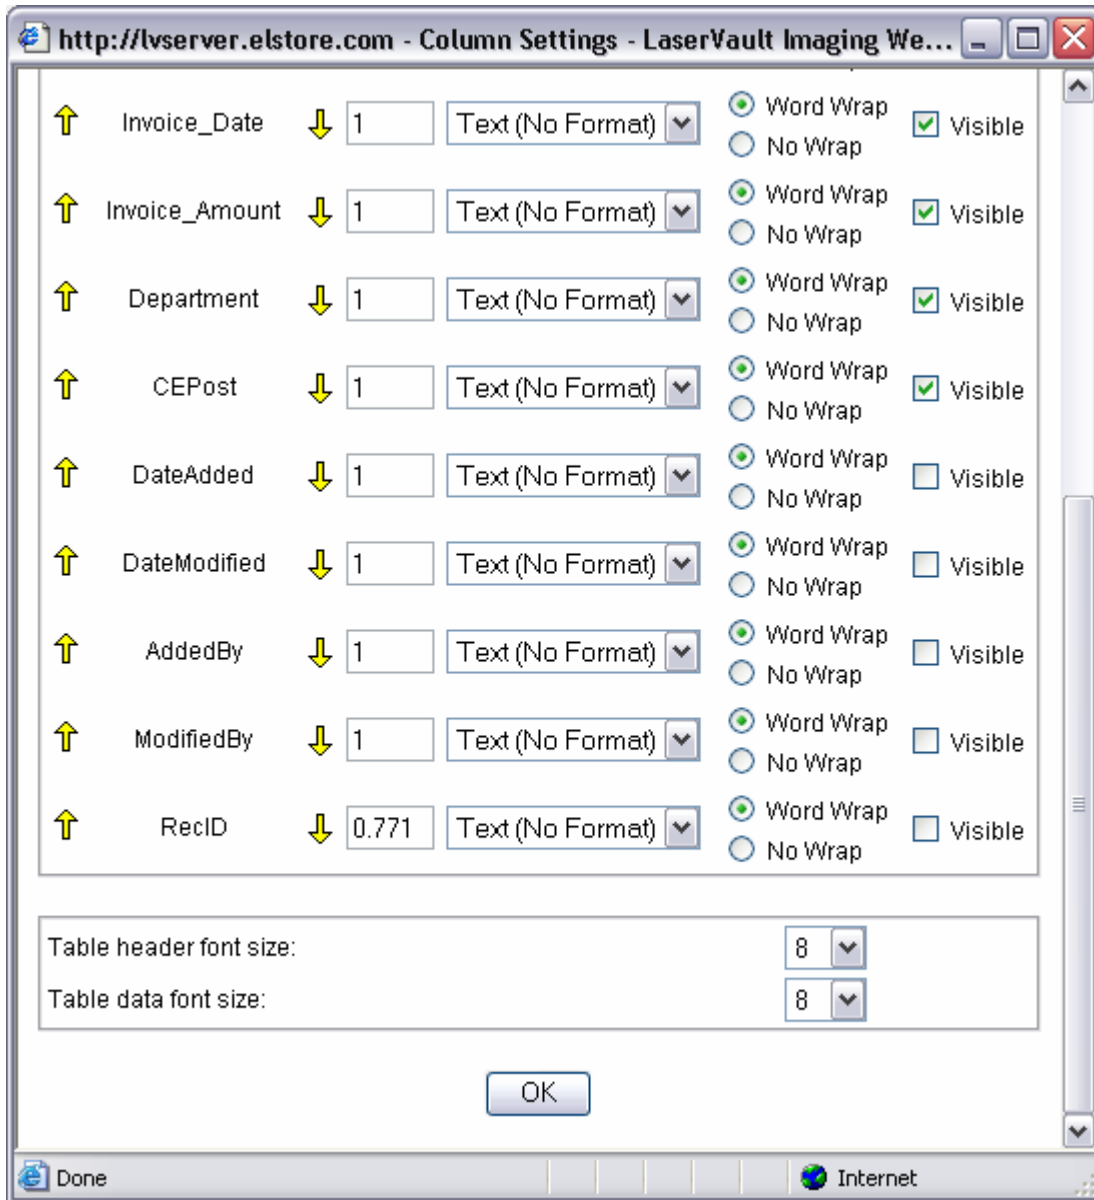 http://lvserver.elstore.com - Column Settings - LaserVault Imaging We...
Invoice_Date 1 Text (No Format) Word Wrap Visible
No Wrap
Invoice_Amount 1 Text (No Format) Word Wrap Visible
No Wrap
Department 1 Text (No Format) Word Wrap Visible
No Wrap
CEPost 1 Text (No Format) Word Wrap Visible
No Wrap
DateAdded 1 Text (No Format) Word Wrap Visible
No Wrap
DateModified 1 Text (No Format) Word Wrap Visible
No Wrap
AddedBy 1 Text (No Format) Word Wrap Visible
No Wrap
ModifiedBy 1 Text (No Format) Word Wrap Visible
No Wrap
RecID 0.771 Text (No Format) Word Wrap Visible
No Wrap
Table header font size: 8
Table data font size: 8
OK
Done Internet